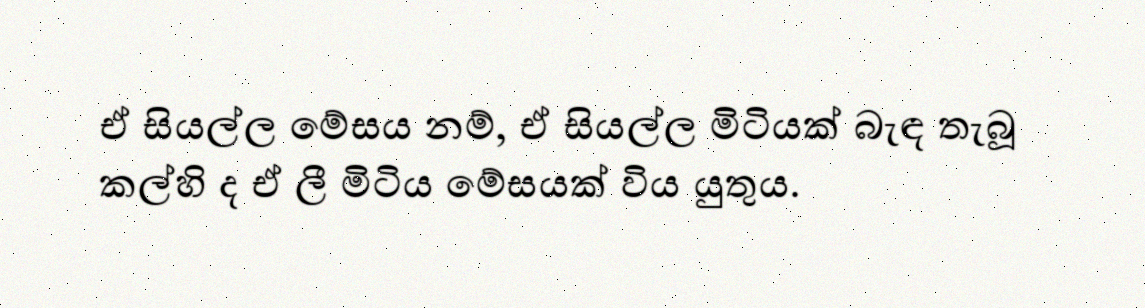 ඒ සියල්ල මේසය නම්, ඒ සියල්ල මිටියක් බැඳ තැබූ
කල්හි ද ඒ ලී මිටිය මේසයක් විය යුතුය.